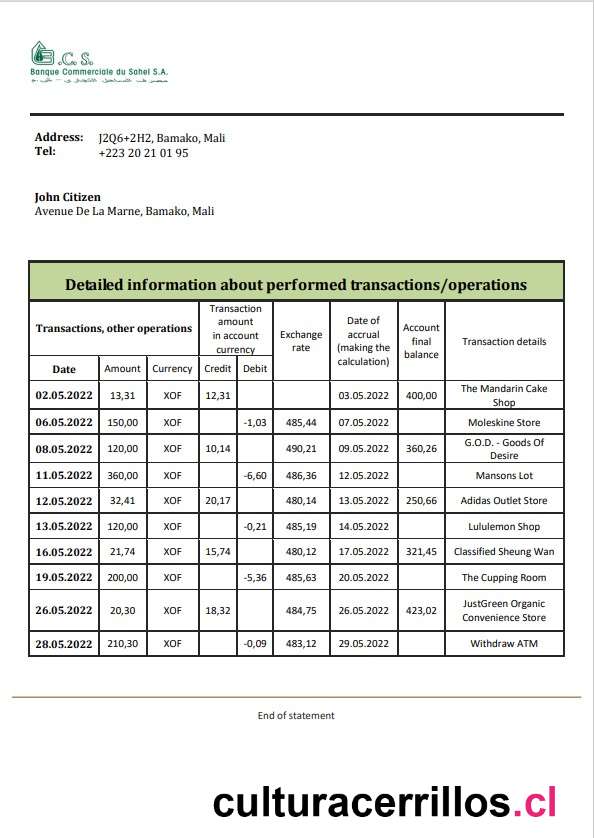 B.C.S.
Banque Commerciale du Sahel S.A.
Address: J2Q6+2H2, Bamako, Mali
Tel: +223 20 21 01 95
John Citizen
Avenue De La Marne, Bamako, Mali
Detailed information about performed transactions/operations
Transactions, other operations
Transaction
amount
in account
currency
Exchange
rate
Date of
accrual
(making the
calculation)
Account
final
balance
Transaction details
Date Amount Currency Credit Debit
02.05.2022 13,31 XOF 12,31 03.05.2022 400,00 The Mandarin Cake
Shop
06.05.2022 150,00 XOF -1,03 485,44 07.05.2022 Moleskine Store
08.05.2022 120,00 XOF 10,14 490,21 09.05.2022 360,26 G.O.D. - Goods Of
Desire
11.05.2022 360,00 XOF -6,60 486,36 12.05.2022 Mansons Lot
12.05.2022 32,41 XOF 20,17 480,14 13.05.2022 250,66 Adidas Outlet Store
13.05.2022 120,00 XOF -0,21 485,19 14.05.2022 Lululemon Shop
16.05.2022 21,74 XOF 15,74 480,12 17.05.2022 321,45 Classified Sheung Wan
19.05.2022 200,00 XOF -5,36 485,63 20.05.2022 The Cupping Room
26.05.2022 20,30 XOF 18,32 484,75 26.05.2022 423,02 JustGreen Organic
Convenience Store
28.05.2022 210,30 XOF -0,09 483,12 29.05.2022 Withdraw ATM
End of statement
culturacerrillos.cl